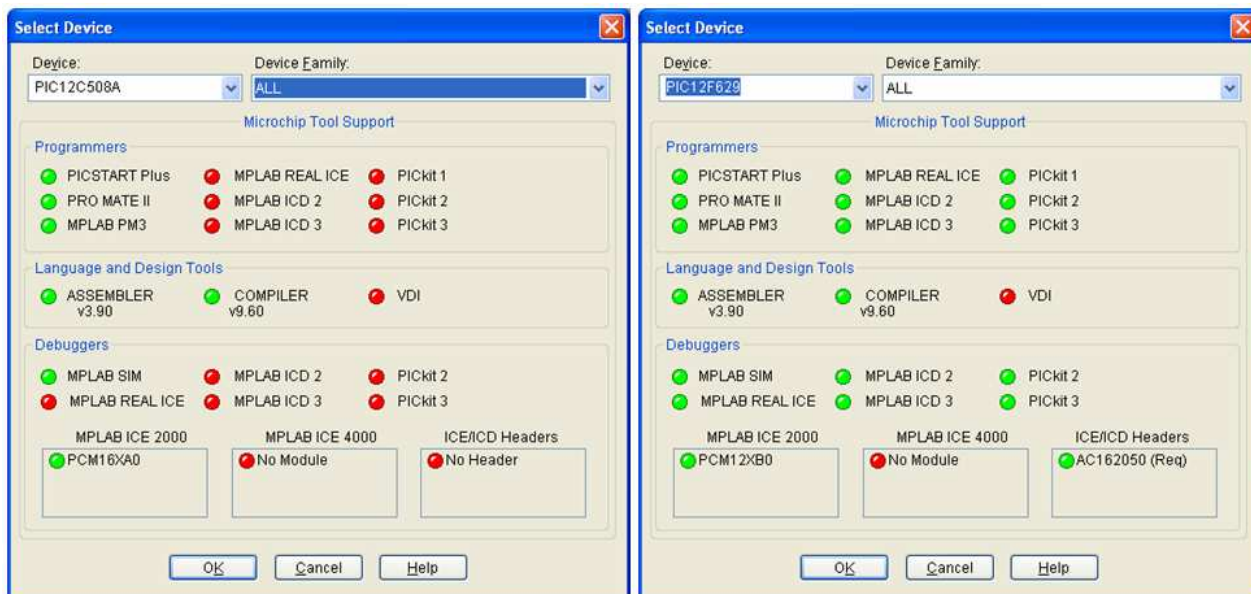 Select Device
Device: Device Family:
PIC12C508A ALL
Microchip Tool Support
Programmers
PICSTART Plus MPLAB REAL ICE PICkit 1
PRO MATE II MPLAB ICD 2 PICkit 2
MPLAB PM3 MPLAB ICD 3 PICkit 3
Language and Design Tools
ASSEMBLER COMPILER VDI
v3.90 v9.60
Debuggers
MPLAB SIM MPLAB ICD 2 PICkit 2
MPLAB REAL ICE MPLAB ICD 3 PICkit 3
MPLAB ICE 2000 MPLAB ICE 4000 ICE/ICD Headers
PCM16XA0 No Module No Header
OK Cancel Help
Select Device
Device: Device Family:
PIC12F629 ALL
Microchip Tool Support
Programmers
PICSTART Plus MPLAB REAL ICE PICkit 1
PRO MATE II MPLAB ICD 2 PICkit 2
MPLAB PM3 MPLAB ICD 3 PICkit 3
Language and Design Tools
ASSEMBLER COMPILER VDI
v3.90 v9.60
Debuggers
MPLAB SIM MPLAB ICD 2 PICkit 2
MPLAB REAL ICE MPLAB ICD 3 PICkit 3
MPLAB ICE 2000 MPLAB ICE 4000 ICE/ICD Headers
PCM12XB0 No Module AC162050 (Req)
OK Cancel Help